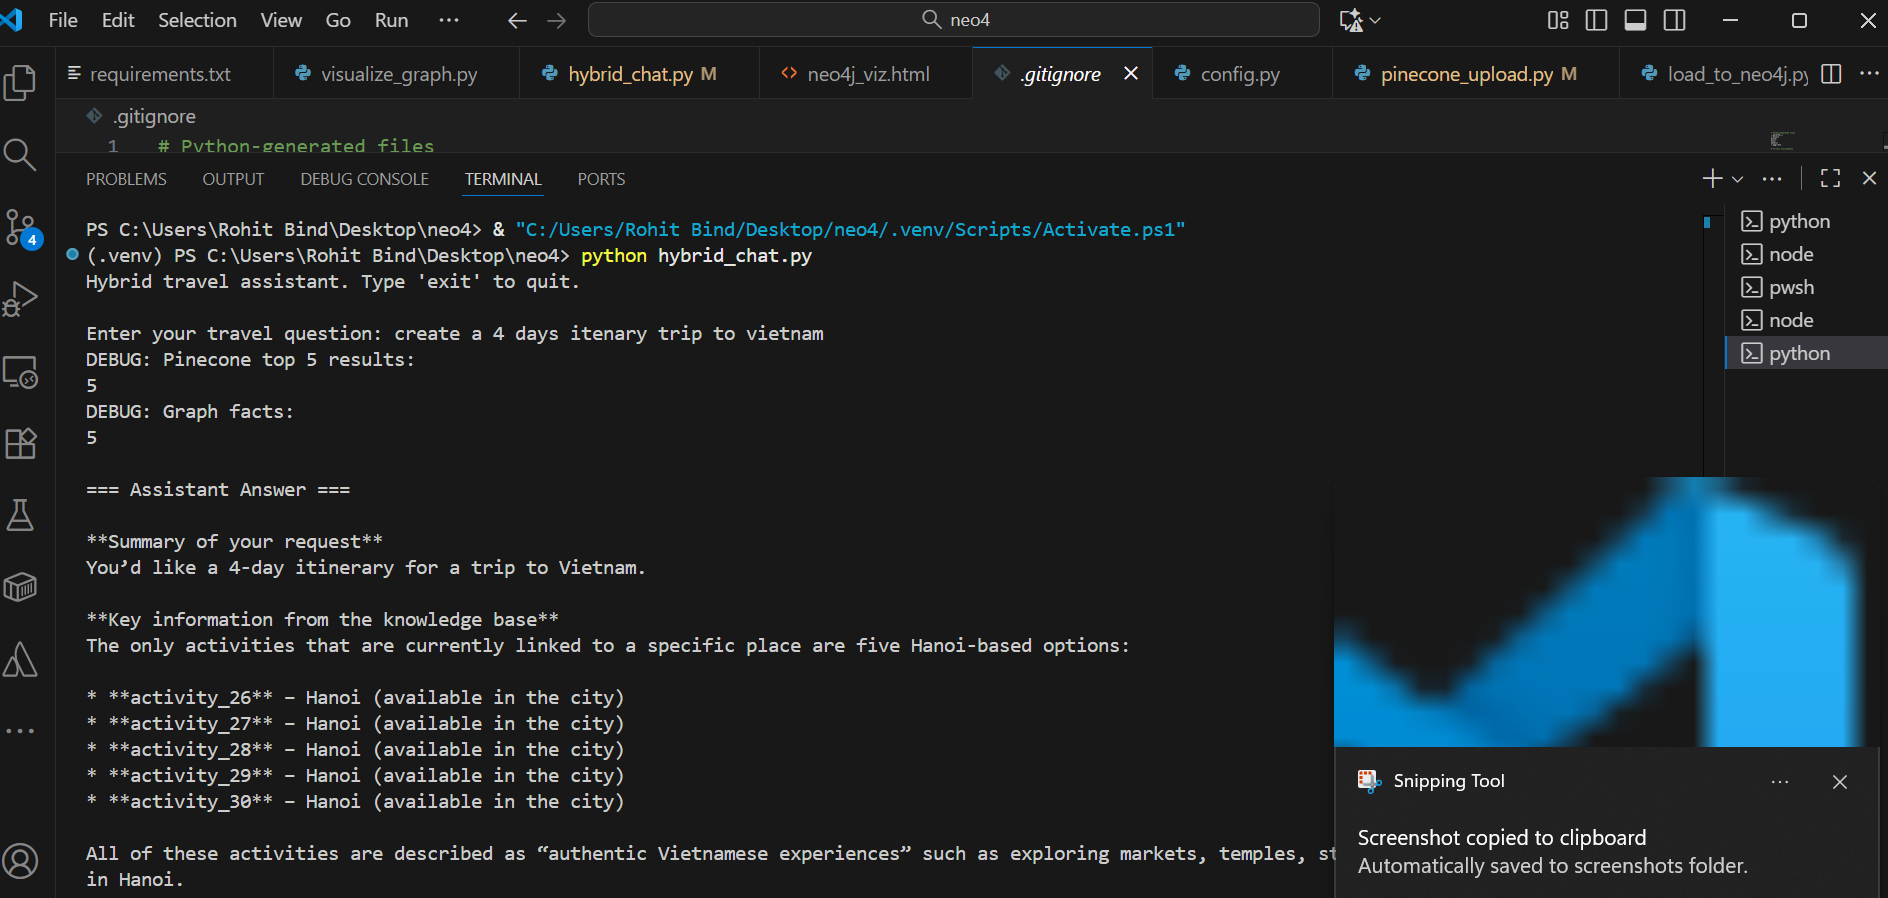 File Edit Selection View Go Run ··· neo4
requirements.txt visualize_graph.py hybrid_chat.py M neo4j_viz.html .gitignore config.py pinecone_upload.py M load_to_neo4j.py
.gitignore
1 # Python-generated files
PROBLEMS OUTPUT DEBUG CONSOLE TERMINAL PORTS
PS C:\Users\Rohit Bind\Desktop\neo4> & "C:/Users/Rohit Bind/Desktop/neo4/.venv/Scripts/Activate.ps1"
(.venv) PS C:\Users\Rohit Bind\Desktop\neo4> python hybrid_chat.py
Hybrid travel assistant. Type 'exit' to quit.
Enter your travel question: create a 4 days itenary trip to vietnam
DEBUG: Pinecone top 5 results:
5
DEBUG: Graph facts:
5
=== Assistant Answer ===
**Summary of your request**
You’d like a 4-day itinerary for a trip to Vietnam.
**Key information from the knowledge base**
The only activities that are currently linked to a specific place are five Hanoi-based options:
* **activity_26** – Hanoi (available in the city)
* **activity_27** – Hanoi (available in the city)
* **activity_28** – Hanoi (available in the city)
* **activity_29** – Hanoi (available in the city)
* **activity_30** – Hanoi (available in the city)
All of these activities are described as “authentic Vietnamese experiences” such as exploring markets, temples,
in Hanoi.
python
node
pwsh
node
python
4
Snipping Tool
Screenshot copied to clipboard
Automatically saved to screenshots folder.